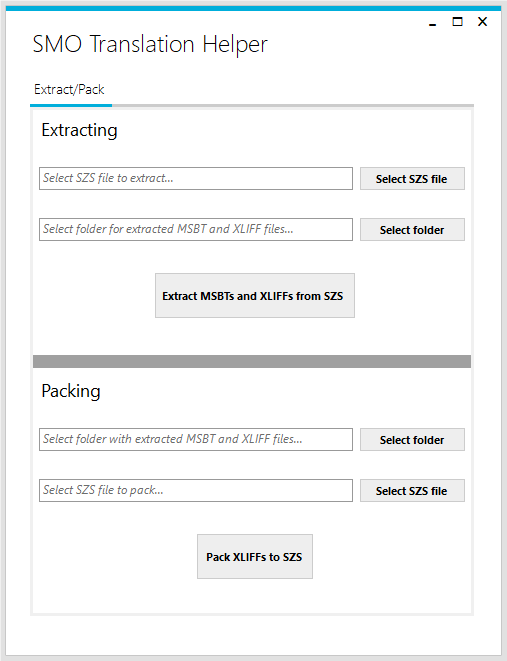 SMO Translation Helper
Extract/Pack
Extracting
Select SZS file to extract...
Select SZS file
Select folder for extracted MSBT and XLIFF files...
Select folder
Extract MSBTs and XLIFFs from SZS
Packing
Select folder with extracted MSBT and XLIFF files...
Select folder
Select SZS file to pack...
Select SZS file
Pack XLIFFs to SZS